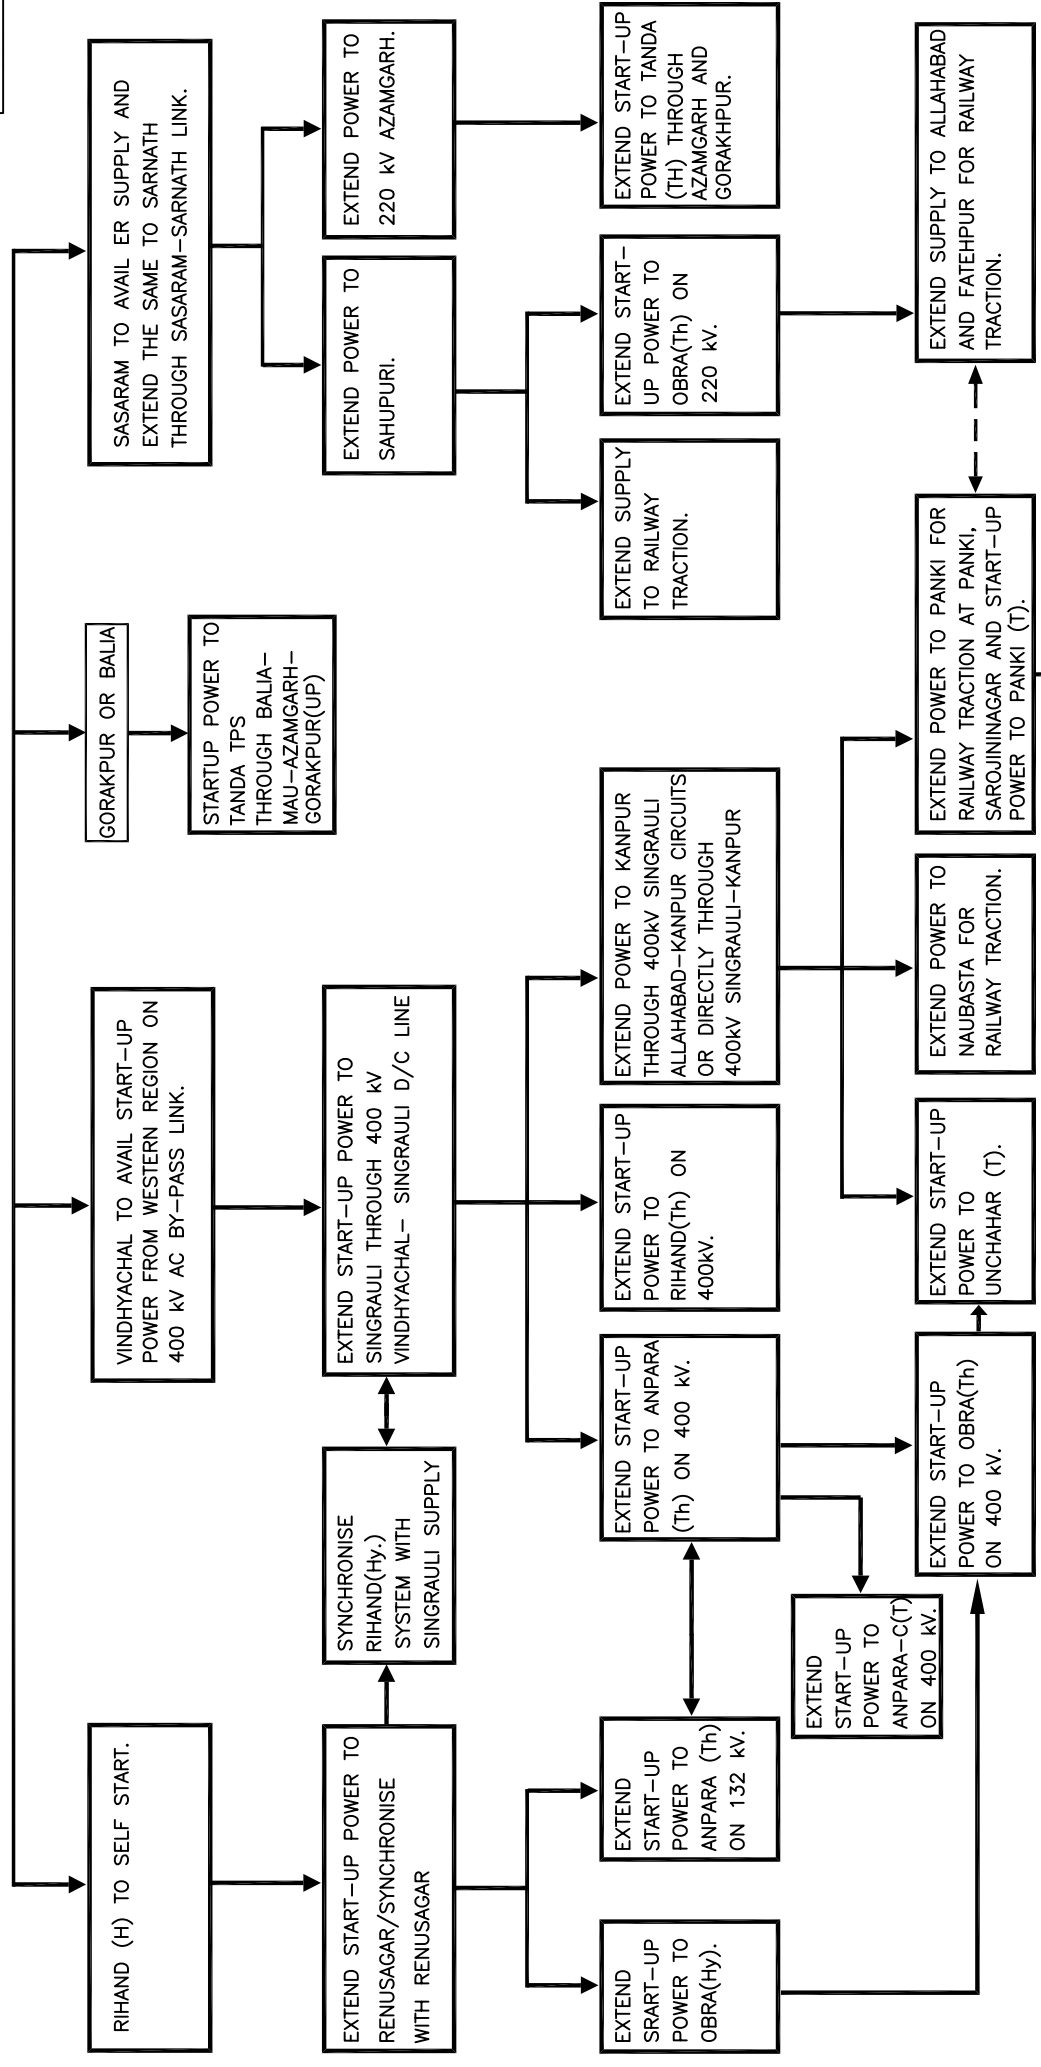 RIHAND (H) TO SELF START.
VINDHYACHAL TO AVAIL START-UP
POWER FROM WESTERN REGION ON
400 kV AC BY-PASS LINK.
GORAKPUR OR BALIA
SASARAM TO AVAIL ER SUPPLY AND
EXTEND THE SAME TO SARNATH
THROUGH SASARAM-SARNATH LINK.
STARTUP POWER TO
TANDA TPS
THROUGH BALIA-
MAU-AZAMGARH-
GORAKPUR(UP)
EXTEND START-UP POWER TO
RENUSAGAR/SYNCHRONISE
WITH RENUSAGAR
SYNCHRONISE
RIHAND(Hy.)
SYSTEM WITH
SINGRAULI SUPPLY
EXTEND START-UP POWER TO
SINGRAULI THROUGH 400 kV
VINDHYACHAL- SINGRAULI D/C LINE
EXTEND POWER TO
SAHUPURI.
EXTEND POWER TO
220 kV AZAMGARH.
EXTEND
SRART-UP
POWER TO
OBRA(Hy).
EXTEND
START-UP
POWER TO
ANPARA (Th)
ON 132 kV.
EXTEND START-UP
POWER TO ANPARA
(Th) ON 400 kV.
EXTEND START-UP
POWER TO
RIHAND(Th) ON
400kV.
EXTEND POWER TO KANPUR
THROUGH 400kV SINGRAULI
ALLAHABAD-KANPUR CIRCUITS
OR DIRECTLY THROUGH
400kV SINGRAULI-KANPUR
EXTEND SUPPLY
TO RAILWAY
TRACTION.
EXTEND START-
UP POWER TO
OBRA(Th) ON
220 kV.
EXTEND START-UP
POWER TO TANDA
(TH) THROUGH
AZAMGARH AND
GORAKHPUR.
EXTEND
START-UP
POWER TO
ANPARA-C(T)
ON 400 kV.
EXTEND START-UP
POWER TO OBRA(Th)
ON 400 kV.
EXTEND START-UP
POWER TO
UNCHAHAR (T).
EXTEND POWER TO
NAUBASTA FOR
RAILWAY TRACTION.
EXTEND POWER TO PANKI FOR
RAILWAY TRACTION AT PANKI,
SAROJININAGAR AND START-UP
POWER TO PANKI (T).
EXTEND SUPPLY TO ALLAHABAD
AND FATEHPUR FOR RAILWAY
TRACTION.